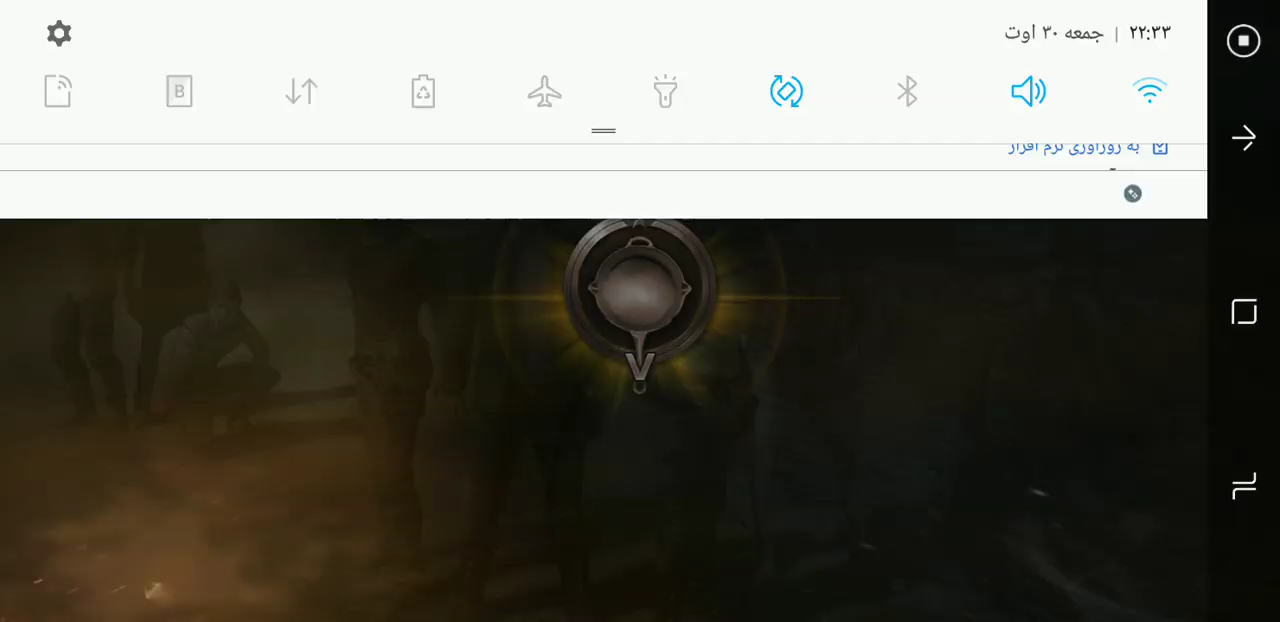 ۲۲:۳۳ | جمعه ۳۰ اوت
B
به روزآوری نرم افزار
V